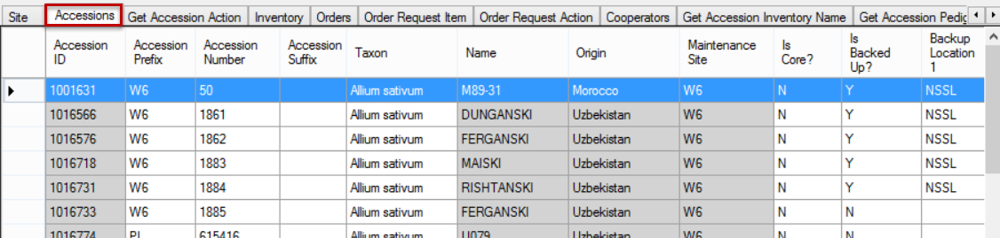 Site Accessions Get Accession Action Inventory Orders Order Request Item Order Request Action Cooperators Get Accession Inventory Name Get Accession Pedig
Accession ID Accession Prefix Accession Number Accession Suffix Taxon Name Origin Maintenance Site Is Core? Is Backed Up? Backup Location 1
1001631 W6 50 Allium sativum M89-31 Morocco W6 N Y NSSL
1016566 W6 1861 Allium sativum DUNGANSKI Uzbekistan W6 N Y NSSL
1016576 W6 1862 Allium sativum FERGANSKI Uzbekistan W6 N Y NSSL
1016718 W6 1883 Allium sativum MAISKI Uzbekistan W6 N Y NSSL
1016731 W6 1884 Allium sativum RISHTANSKI Uzbekistan W6 N Y NSSL
1016733 W6 1885 Allium sativum FERGANSKI Uzbekistan W6 N N
1016774 PI 615416 Allium sativum U079 Uzbekistan W6 N N